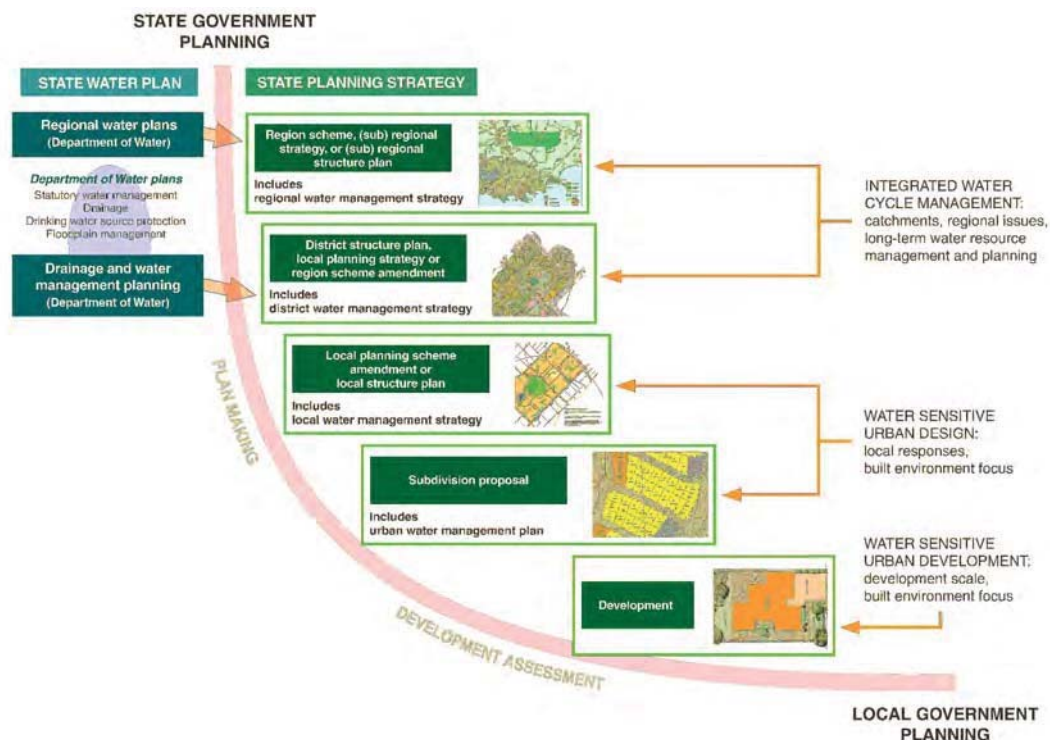 STATE GOVERNMENT
PLANNING
STATE WATER PLAN
STATE PLANNING STRATEGY
Regional water plans
(Department of Water)
Department of Water plans
Statutory water management
Drainage
Drinking water source protection
Floodplain management
Drainage and water
management planning
(Department of Water)
Region scheme, (sub) regional
strategy, or (sub) regional
structure plan
Includes
regional water management strategy
District structure plan,
local planning strategy or
region scheme amendment
Includes
district water management strategy
Local planning scheme
amendment or
local structure plan
Includes
local water management strategy
Subdivision proposal
Includes
urban water management plan
Development
INTEGRATED WATER
CYCLE MANAGEMENT:
catchments, regional issues,
long-term water resource
management and planning
WATER SENSITIVE
URBAN DESIGN:
local responses,
built environment focus
WATER SENSITIVE
URBAN DEVELOPMENT:
development scale,
built environment focus
PLAN MAKING
DEVELOPMENT ASSESSMENT
LOCAL GOVERNMENT
PLANNING